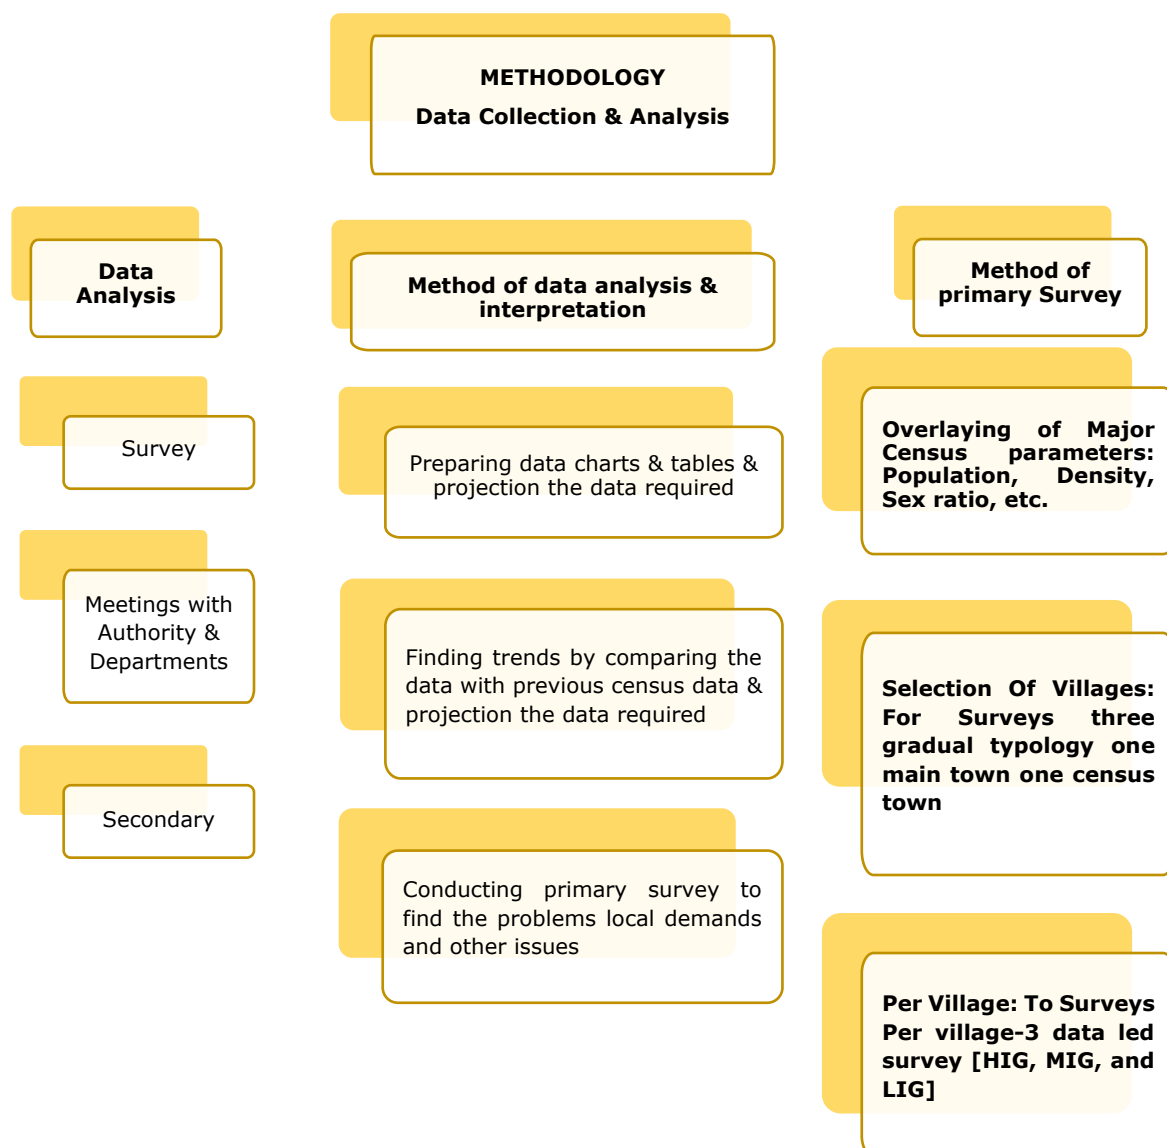 METHODOLOGY
Data Collection & Analysis
Data
Analysis
Survey
Meetings with
Authority &
Departments
Secondary
Method of data analysis &
interpretation
Preparing data charts & tables &
projection the data required
Finding trends by comparing the
data with previous census data &
projection the data required
Conducting primary survey to
find the problems local demands
and other issues
Method of
primary Survey
Overlaying of Major
Census parameters:
Population, Density,
Sex ratio, etc.
Selection Of Villages:
For Surveys three
gradual typology one
main town one census
town
Per Village: To Surveys
Per village-3 data led
survey [HIG, MIG, and
LIG]